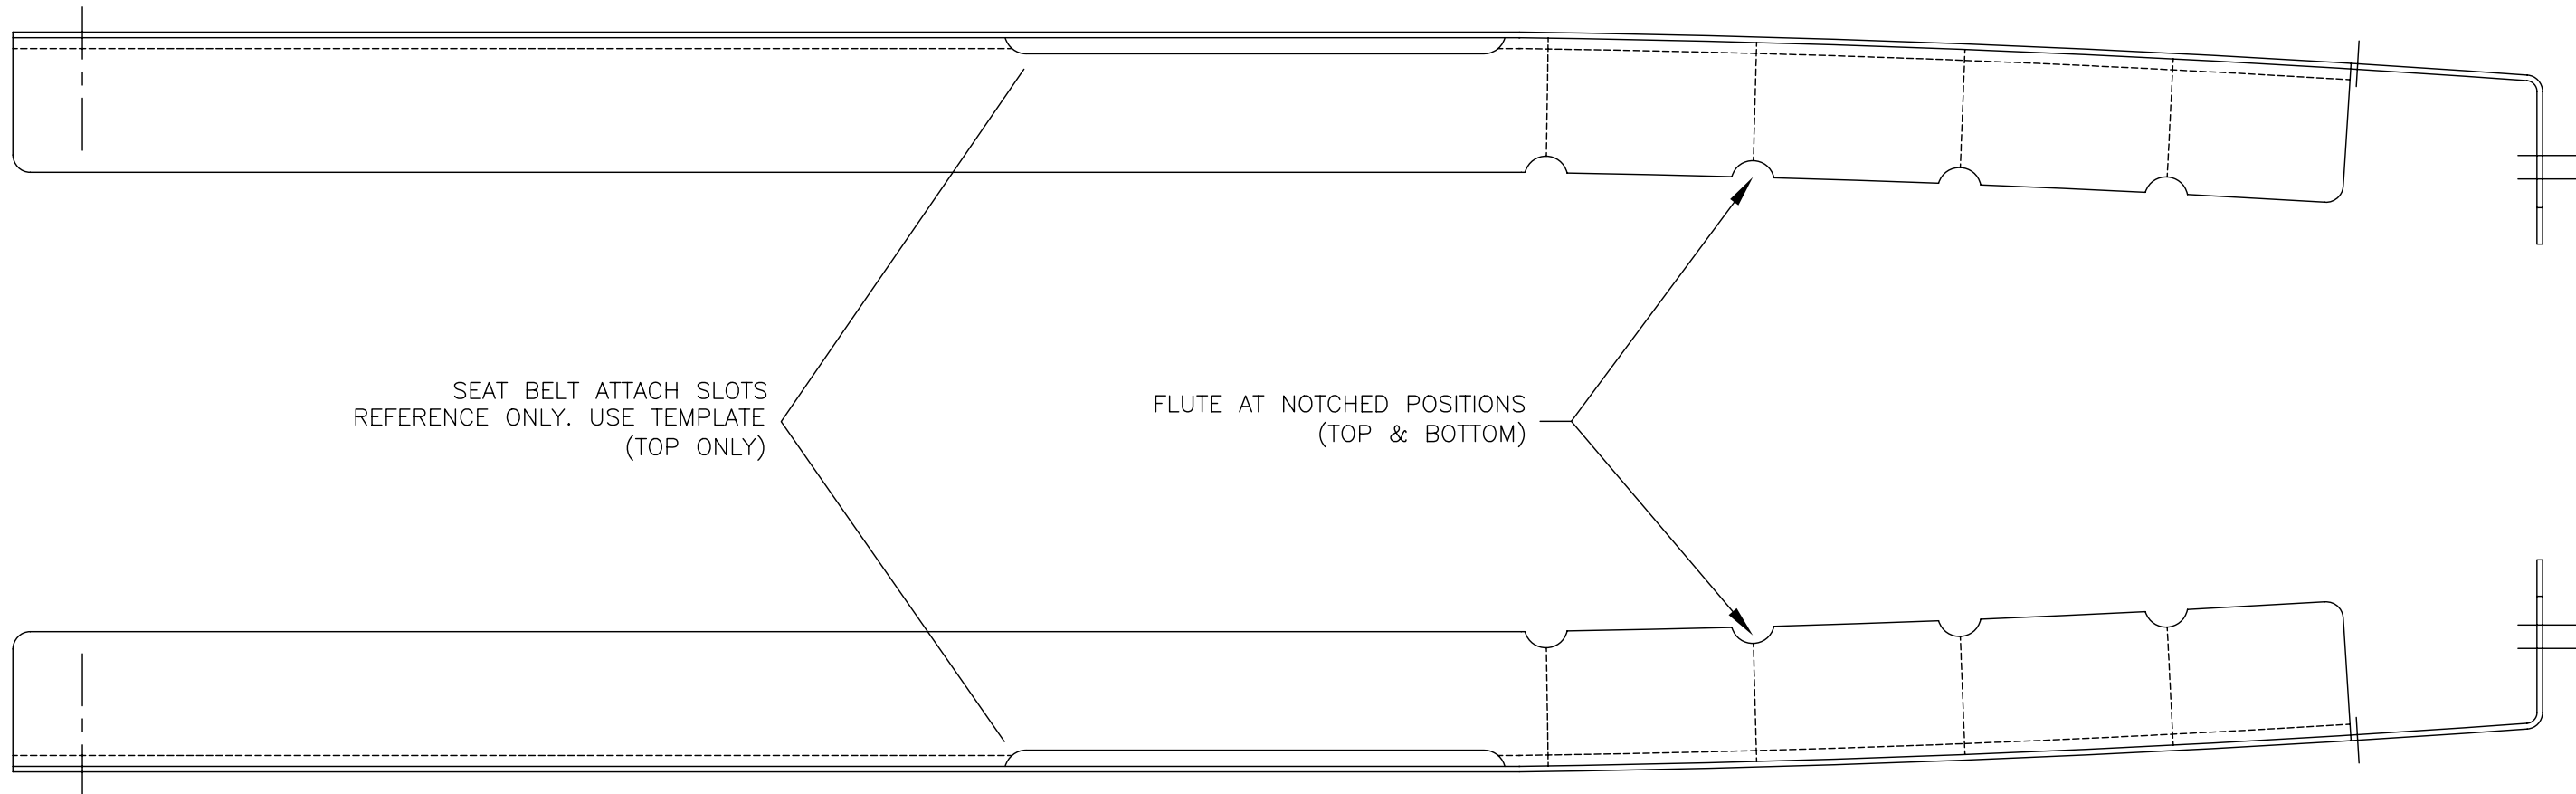 SEAT BELT ATTACH SLOTS
REFERENCE ONLY. USE TEMPLATE
(TOP ONLY)
FLUTE AT NOTCHED POSITIONS
(TOP & BOTTOM)